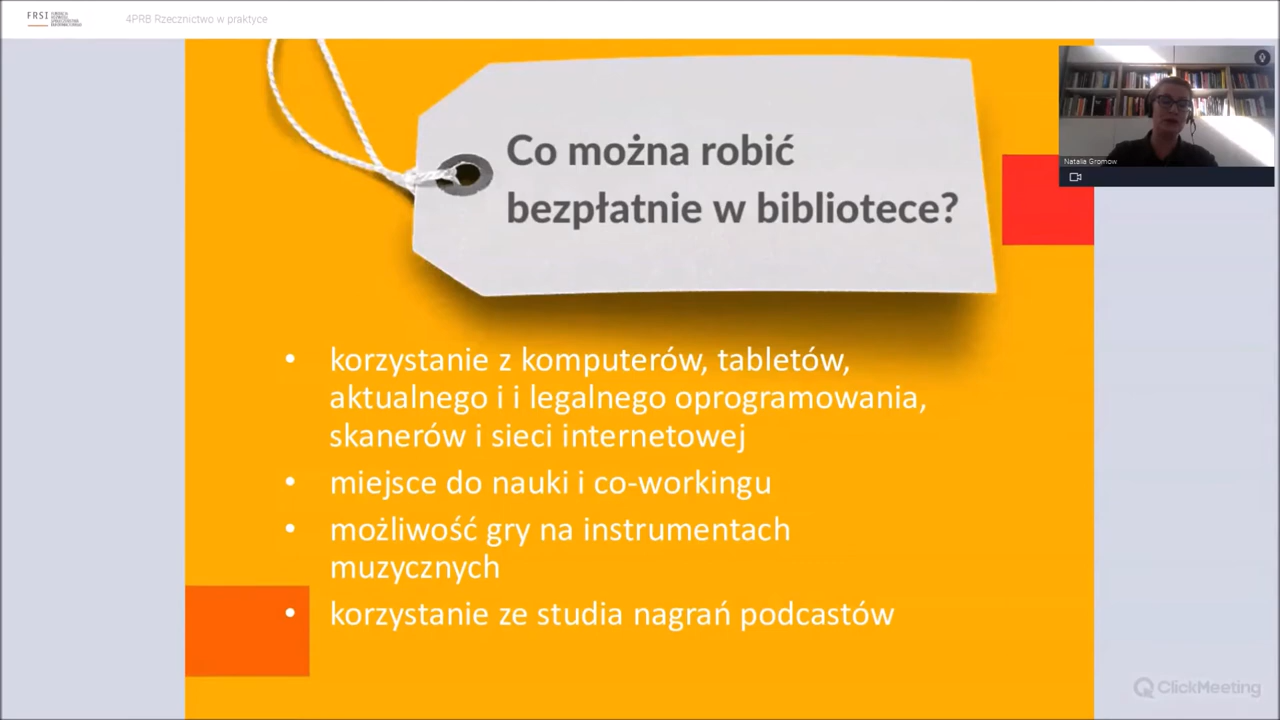 FRSI
4PRB Rzecznictwo w praktyce
Co można robić
bezpłatnie w bibliotece?
Natalia Gromow
• korzystanie z komputerów, tabletów,
aktualnego i i legalnego oprogramowania,
skanerów i sieci internetowej
• miejsce do nauki i co-workingu
• możliwość gry na instrumentach
muzycznych
• korzystanie ze studia nagrań podcastów
ClickMeeting